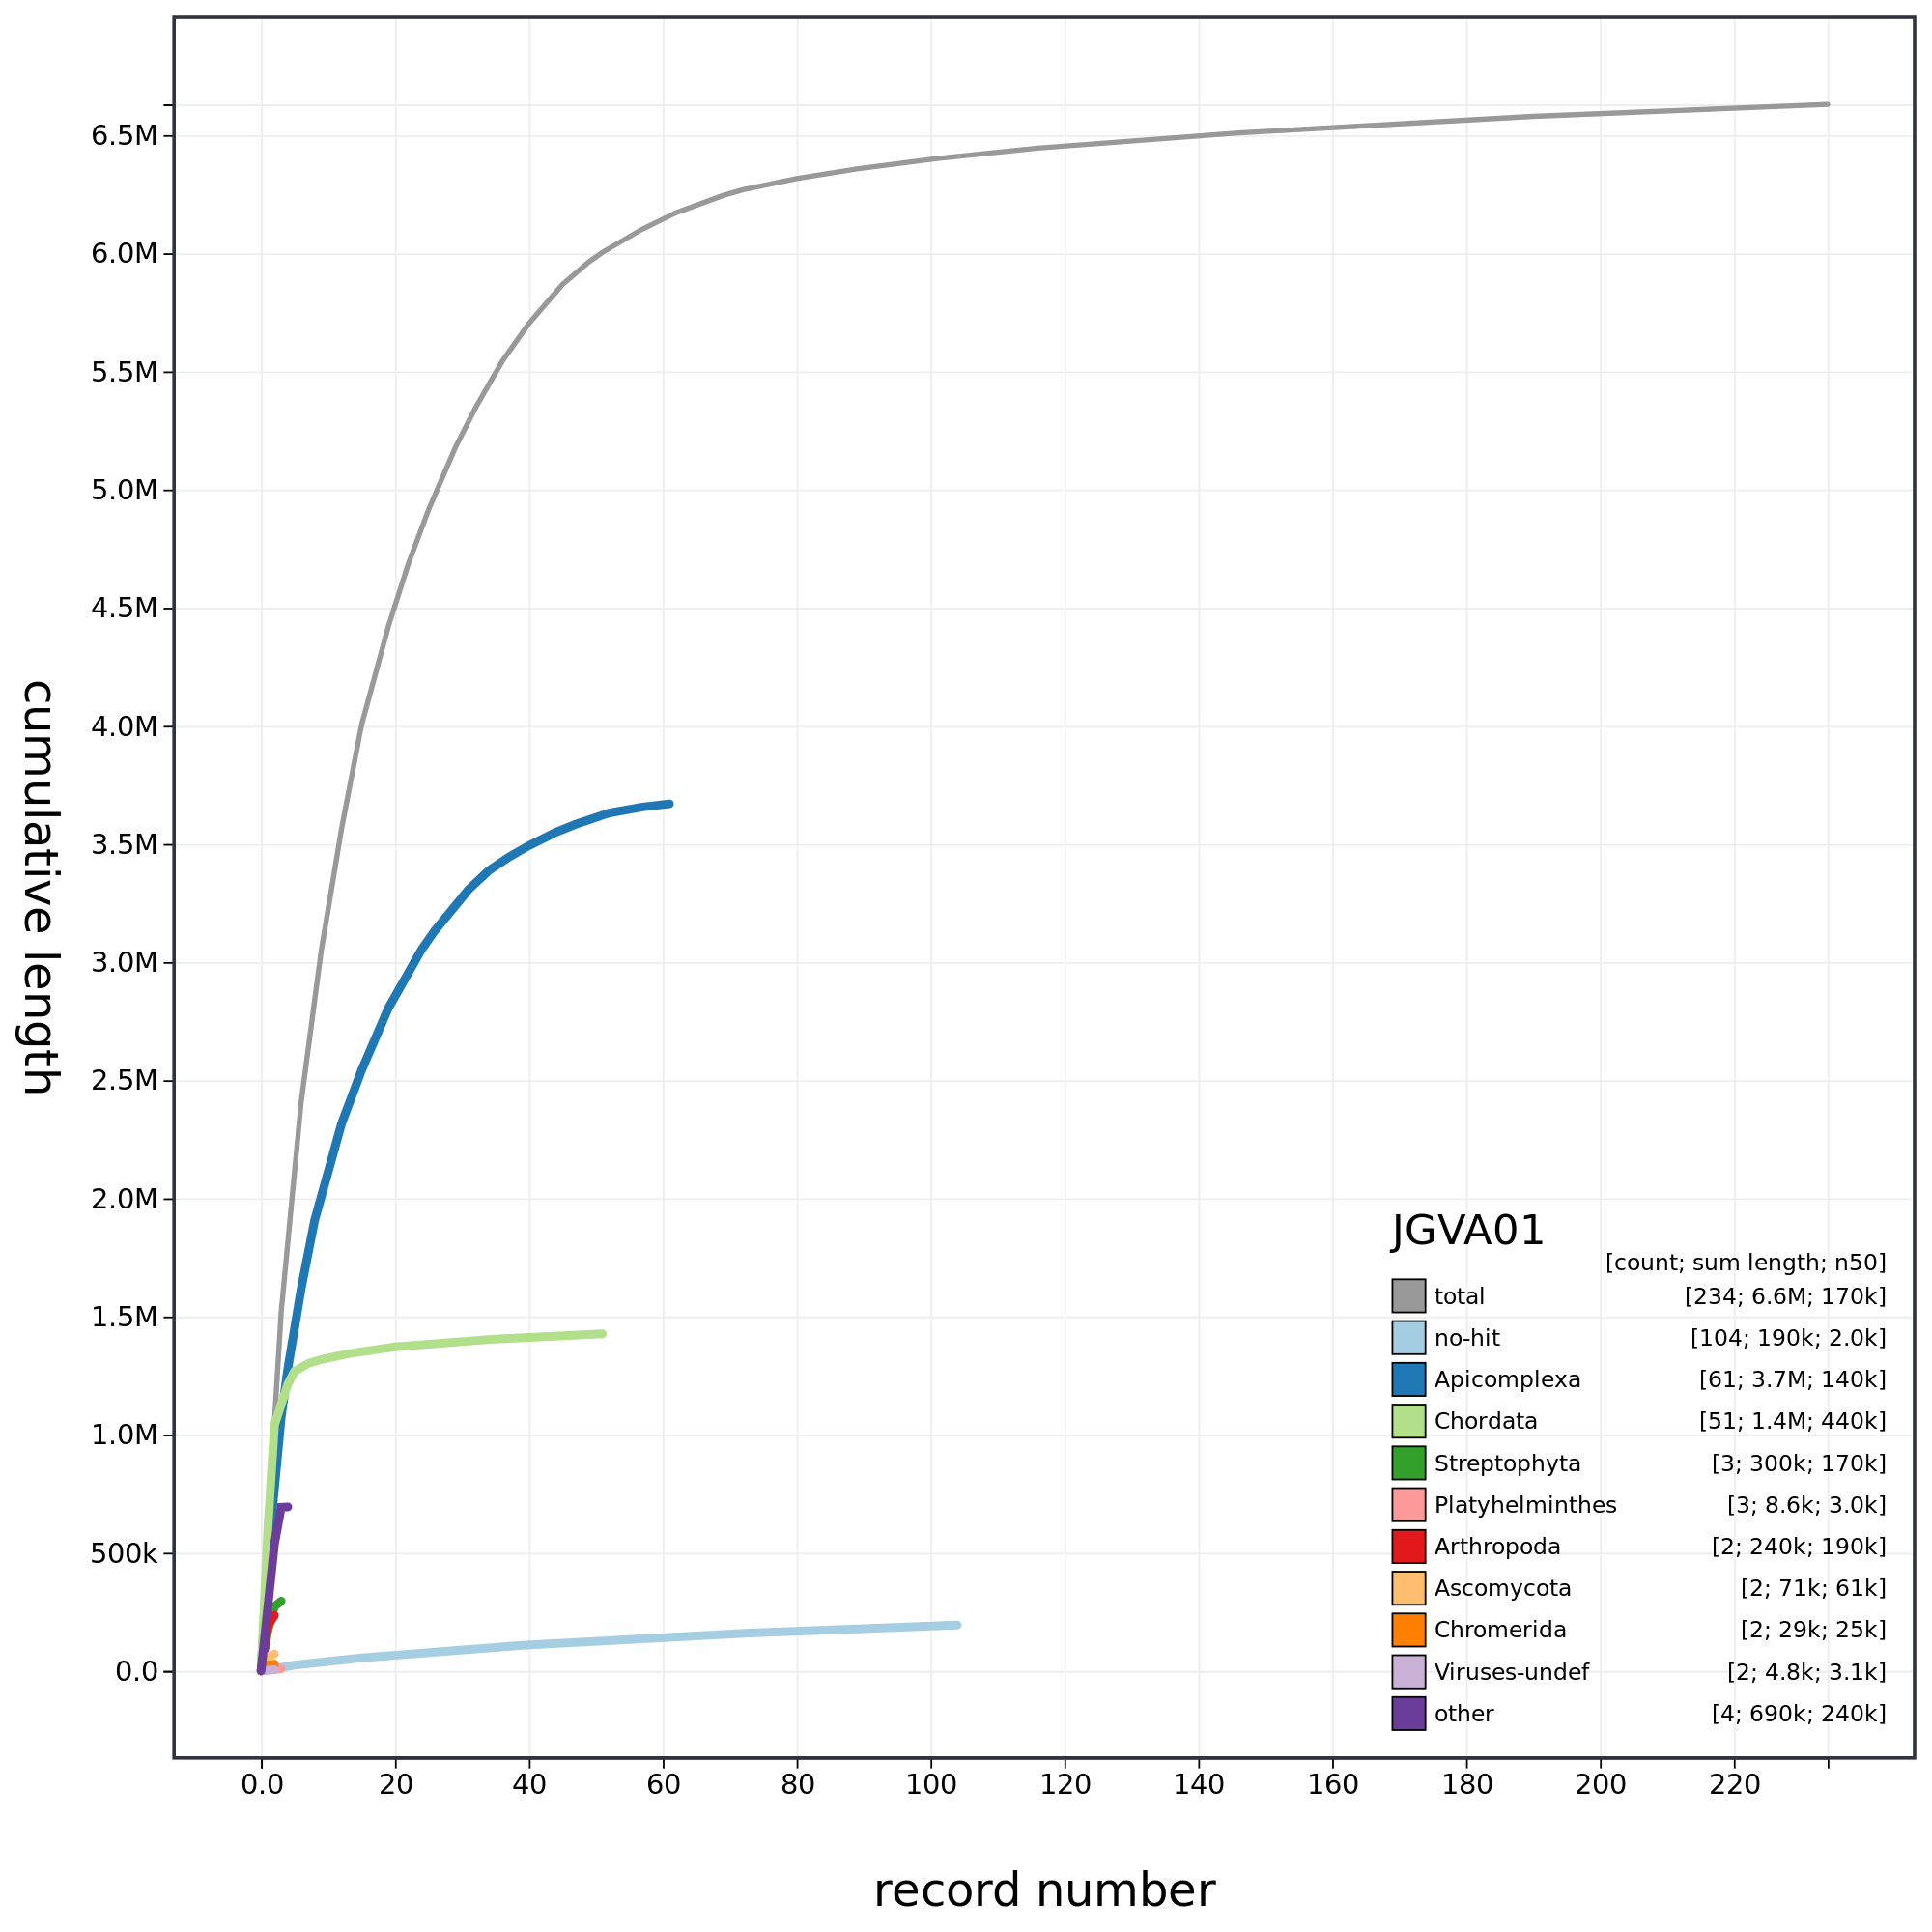 6.5M
6.0M
5.5M
5.0M
4.5M
4.0M
3.5M
3.0M
2.5M
2.0M
1.5M
1.0M
500k
0.0
cumulative length
JGVA01
[count; sum length; n50]
total [234; 6.6M; 170k]
no-hit [104; 190k; 2.0k]
Apicomplexa [61; 3.7M; 140k]
Chordata [51; 1.4M; 440k]
Streptophyta [3; 300k; 170k]
Platyhelminthes [3; 8.6k; 3.0k]
Arthropoda [2; 240k; 190k]
Ascomycota [2; 71k; 61k]
Chromerida [2; 29k; 25k]
Viruses-undef [2; 4.8k; 3.1k]
other [4; 690k; 240k]
0.0 20 40 60 80 100 120 140 160 180 200 220
record number